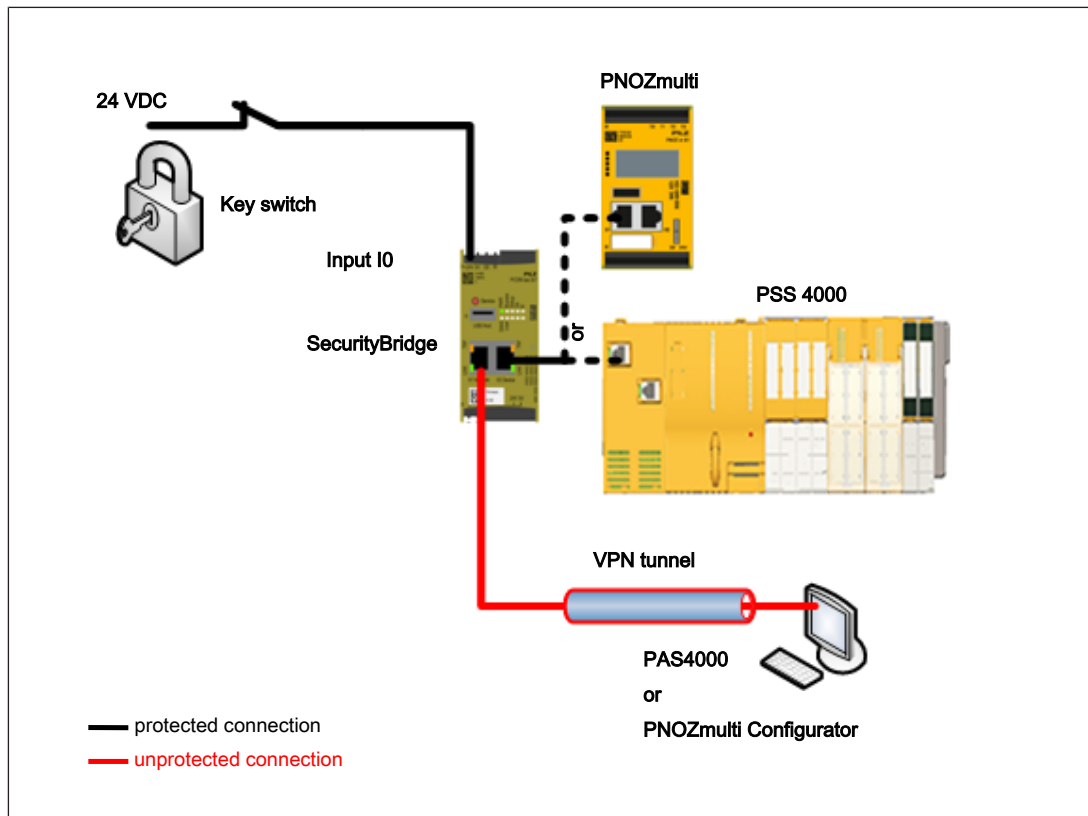 PNOZmulti
24 VDC
Key switch
Input I0
PILZ
PSS 4000
or
SecurityBridge
VPN tunnel
PAS4000
or
PNOZmulti Configurator
protected connection
unprotected connection